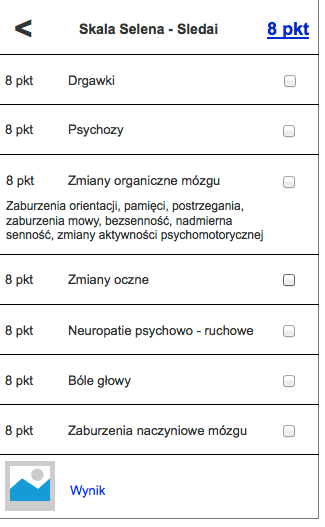 < Skala Selena - Sledai 8 pkt
8 pkt Drgawki
8 pkt Psychozy
8 pkt Zmiany organiczne mózgu
Zaburzenia orientacji, pamięci, postrzegania,
zaburzenia mowy, bezsenność, nadmierna
senność, zmiany aktywności psychomotorycznej
8 pkt Zmiany oczne
8 pkt Neuropatie psychowo - ruchowe
8 pkt Bóle głowy
8 pkt Zaburzenia naczyniowe mózgu
Wynik